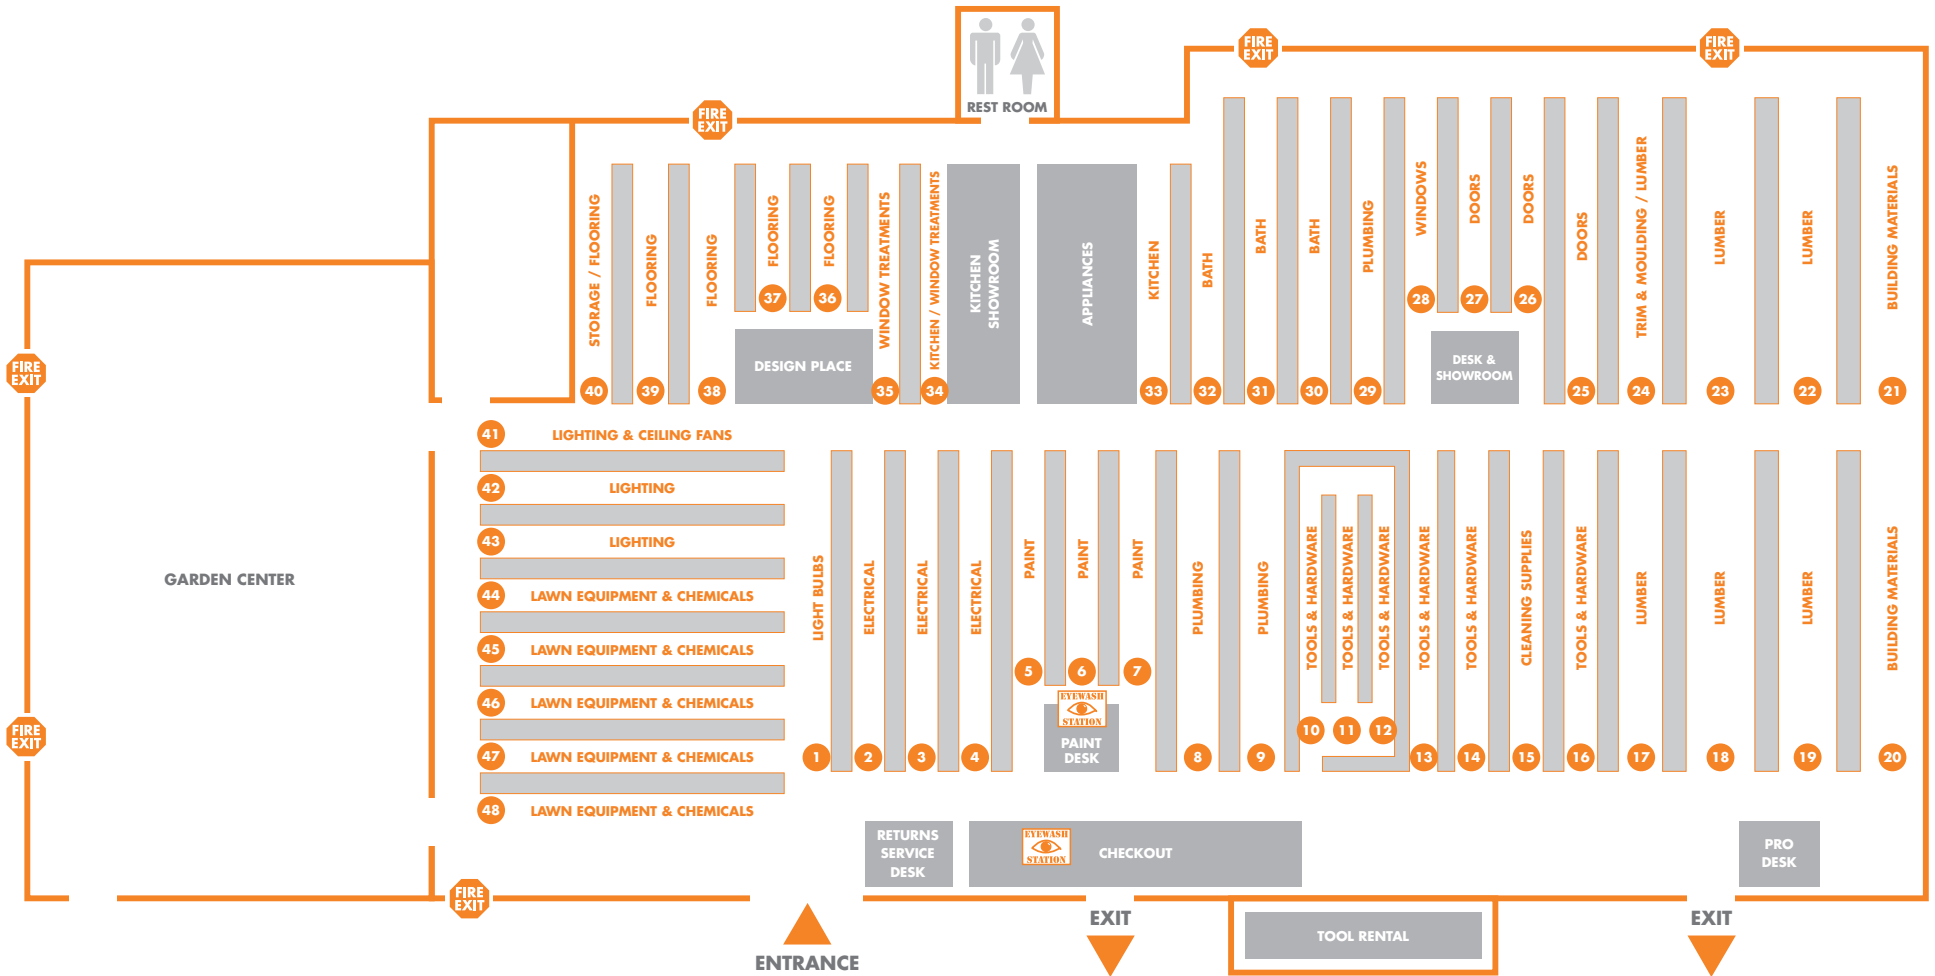 REST ROOM
FIRE
EXIT
FIRE
EXIT
FIRE
EXIT
FIRE
EXIT
FIRE
EXIT
FIRE
EXIT
STORAGE / FLOORING
40
FLOORING
39
FLOORING
38
FLOORING
37
FLOORING
36
DESIGN PLACE
WINDOW TREATMENTS
35
KITCHEN / WINDOW TREATMENTS
34
KITCHEN
SHOWROOM
APPLIANCES
KITCHEN
33
BATH
32
BATH
31
BATH
30
PLUMBING
29
WINDOWS
28
DOORS
27
DOORS
26
DESK &
SHOWROOM
DOORS
25
TRIM & MOULDING / LUMBER
24
LUMBER
23
LUMBER
22
BUILDING MATERIALS
21
GARDEN CENTER
41 LIGHTING & CEILING FANS
42 LIGHTING
43 LIGHTING
44 LAWN EQUIPMENT & CHEMICALS
45 LAWN EQUIPMENT & CHEMICALS
46 LAWN EQUIPMENT & CHEMICALS
47 LAWN EQUIPMENT & CHEMICALS
48 LAWN EQUIPMENT & CHEMICALS
LIGHT BULBS
1
ELECTRICAL
2
ELECTRICAL
3
ELECTRICAL
4
PAINT
5
PAINT
6
PAINT
7
EYEWASH
STATION
PAINT
DESK
PLUMBING
8
PLUMBING
9
TOOLS & HARDWARE
10
TOOLS & HARDWARE
11
TOOLS & HARDWARE
12
TOOLS & HARDWARE
13
TOOLS & HARDWARE
14
CLEANING SUPPLIES
15
TOOLS & HARDWARE
16
LUMBER
17
LUMBER
18
LUMBER
19
BUILDING MATERIALS
20
RETURNS
SERVICE
DESK
EYEWASH
STATION
CHECKOUT
PRO
DESK
ENTRANCE
EXIT
TOOL RENTAL
EXIT